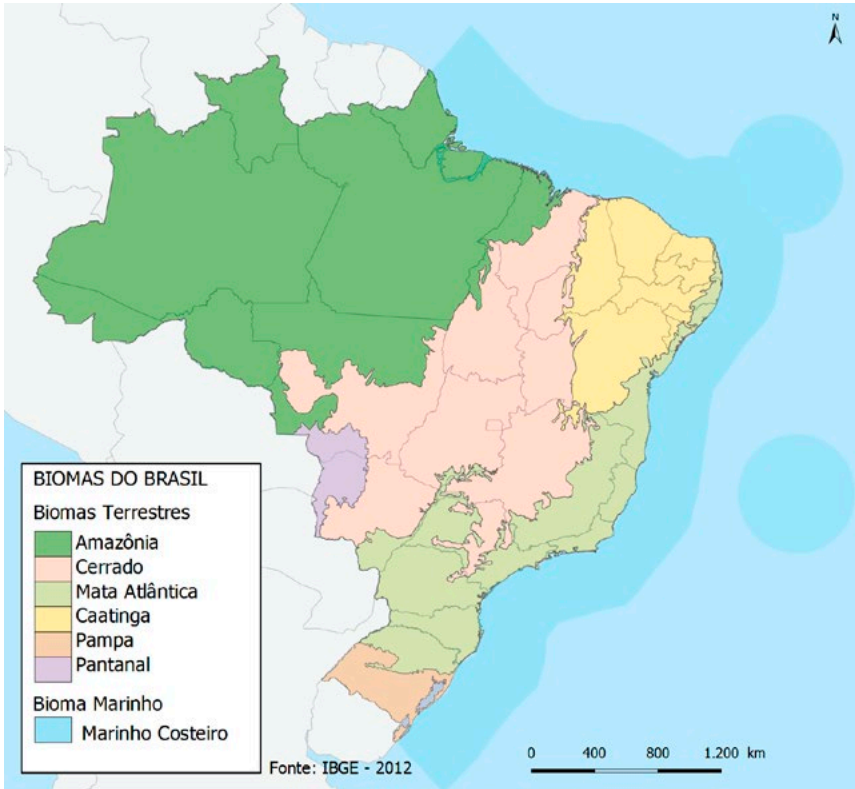 N
BIOMAS DO BRASIL
Biomas Terrestres
Amazônia
Cerrado
Mata Atlântica
Caatinga
Pampa
Pantanal
Bioma Marinho
Marinho Costeiro
Fonte: IBGE - 2012
0 400 800 1.200 km